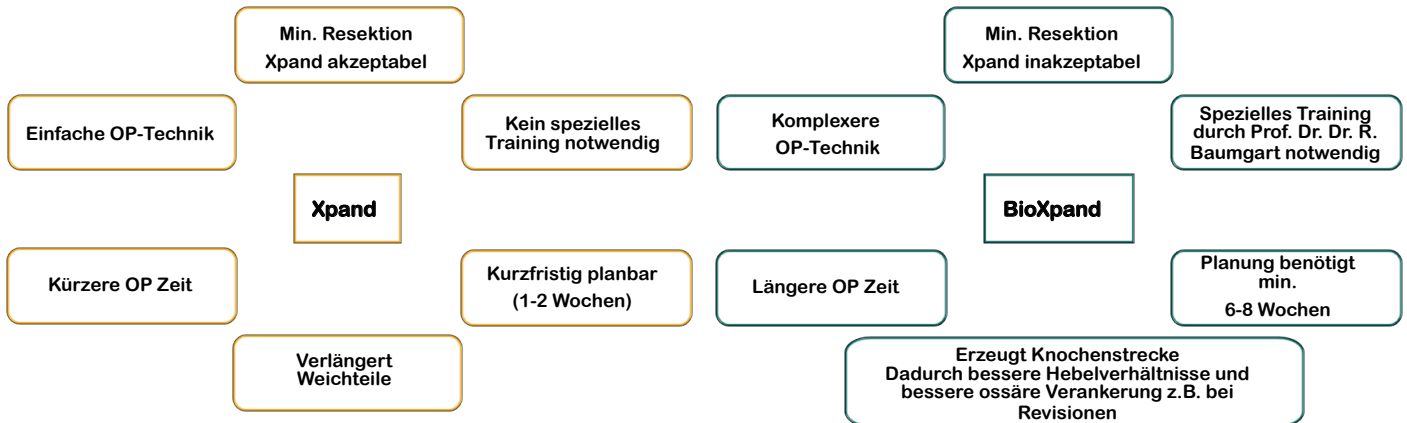 Min. Resektion
Xpand akzeptabel
Einfache OP-Technik
Kein spezielles
Training notwendig
Xpand
Kürzere OP Zeit
Kurzfristig planbar
(1-2 Wochen)
Verlängert
Weichteile
Min. Resektion
Xpand inakzeptabel
Komplexere
OP-Technik
Spezielles Training
durch Prof. Dr. Dr. R.
Baumgart notwendig
BioXpand
Längere OP Zeit
Planung benötigt
min.
6-8 Wochen
Erzeugt Knochenstrecke
Dadurch bessere Hebelverhältnisse und
bessere ossäre Verankerung z.B. bei
Revisionen